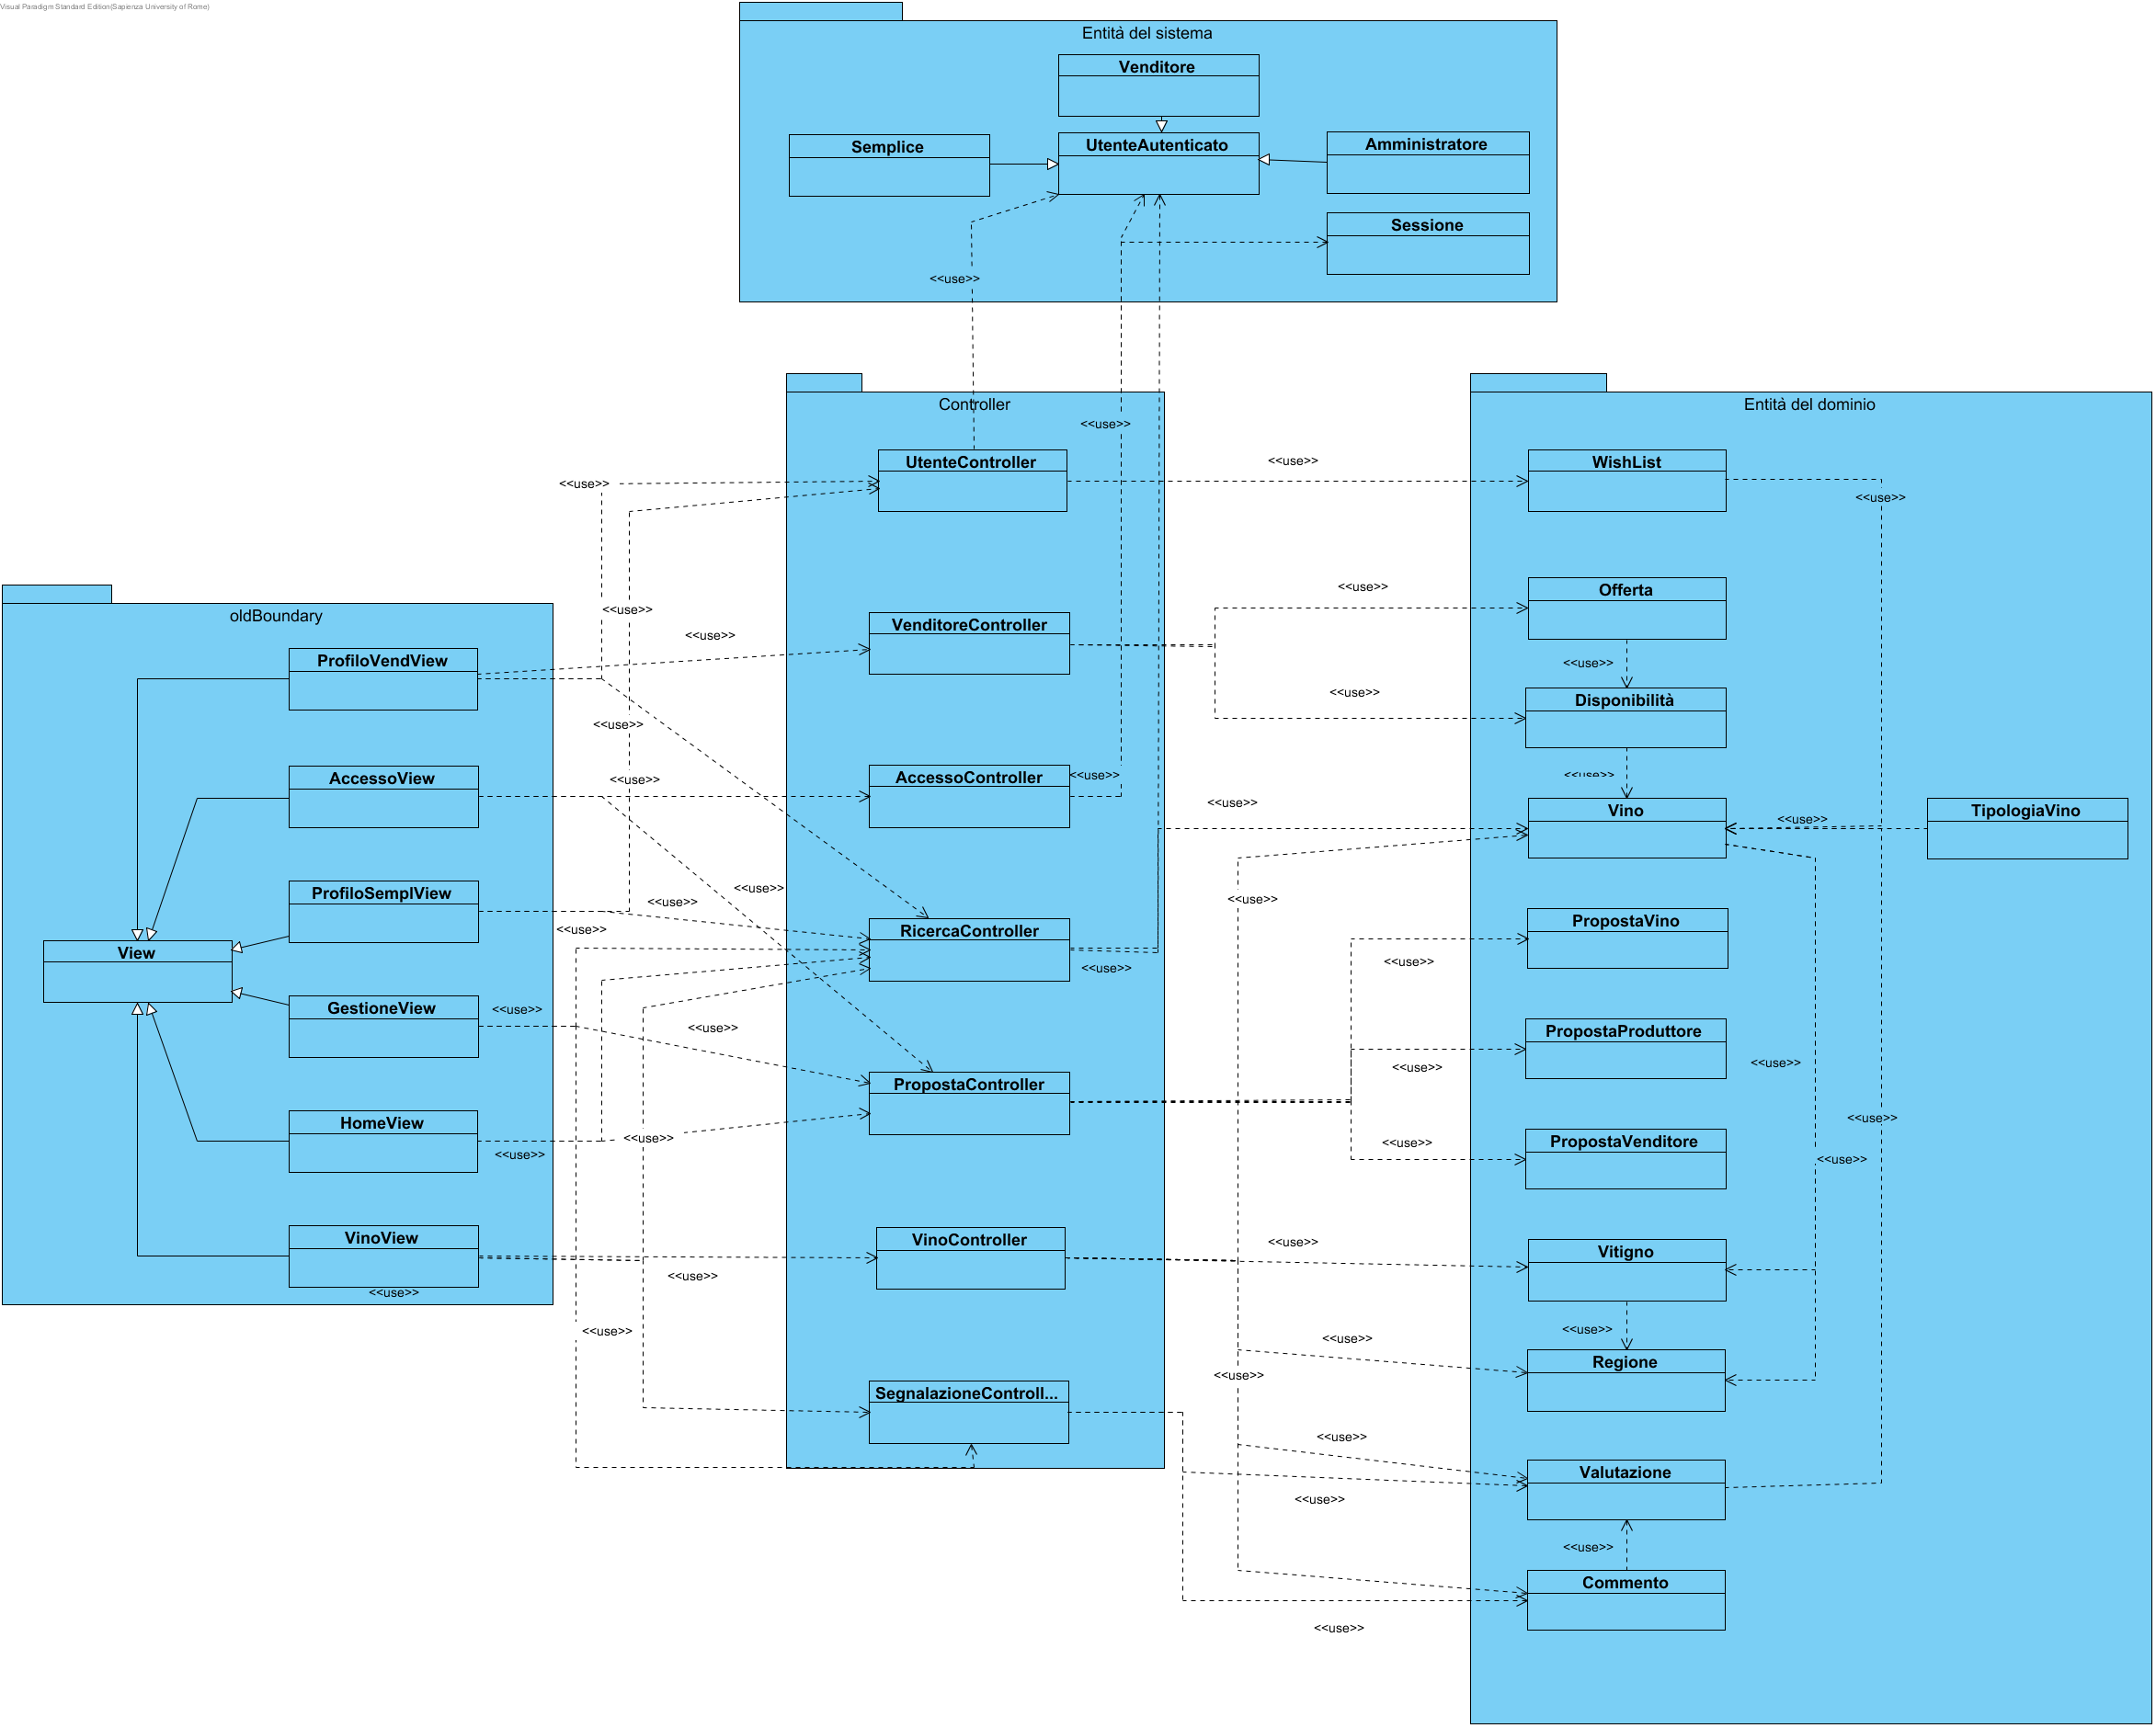 Visual Paradigm Standard Edition(Sapienza University of Rome)
Entità del sistema
Venditore
Semplice
UtenteAutenticato
Amministratore
Sessione
<<use>>
Controller
Entità del dominio
<<use>>
UtenteController
<<use>>
WishList
<<use>>
<<use>>
Offerta
<<use>>
<<use>>
oldBoundary
VenditoreController
<<use>>
ProfiloVendView
<<use>>
<<use>>
Disponibilità
<<use>>
AccessoView
<<use>>
AccessoController
<<use>>
<<use>>
<<use>>
Vino
<<use>>
TipologiaVino
ProfiloSemplView
<<use>>
<<use>>
<<use>>
PropostaVino
<<use>>
RicercaController
View
<<use>>
<<use>>
GestioneView
<<use>>
<<use>>
PropostaProduttore
<<use>>
<<use>>
PropostaController
HomeView
<<use>>
<<use>>
<<use>>
PropostaVenditore
<<use>>
<<use>>
VinoView
VinoController
<<use>>
Vitigno
<<use>>
<<use>>
<<use>>
<<use>>
<<use>>
Regione
<<use>>
SegnalazioneControll...
<<use>>
Valutazione
<<use>>
<<use>>
Commento
<<use>>